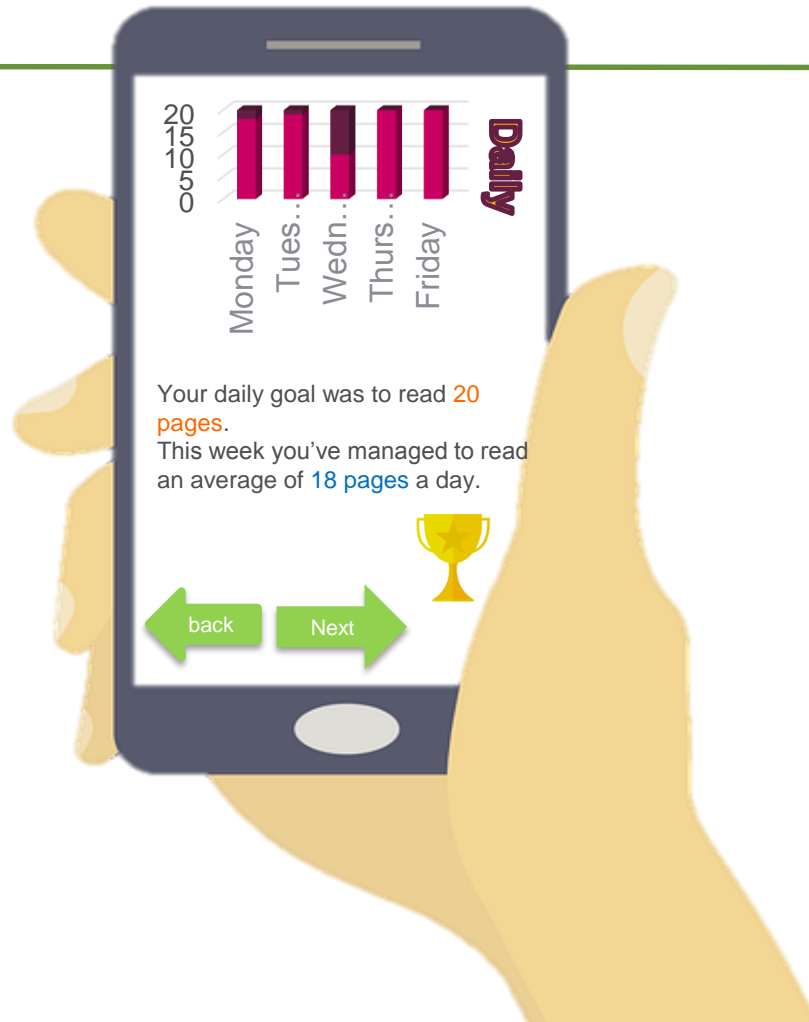 20
15
10
5
0
Monday
Tues...
Wedn...
Thurs...
Friday
Daily
Your daily goal was to read 20
pages.
This week you’ve managed to read
an average of 18 pages a day.
back
Next